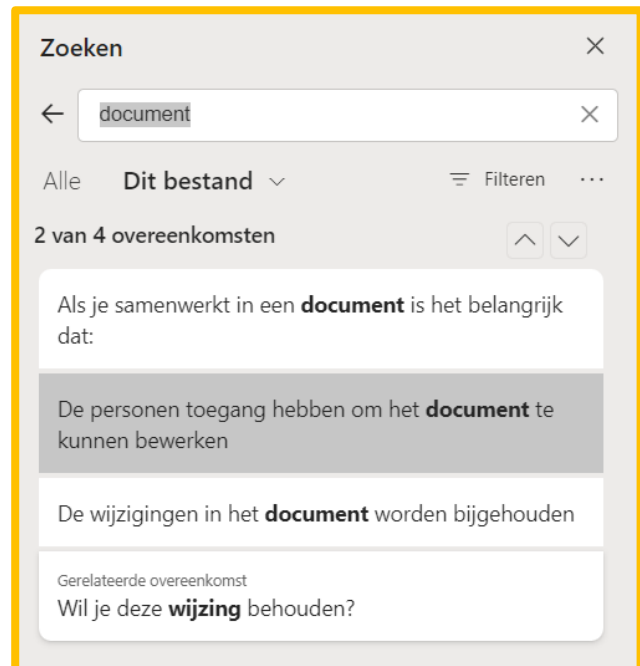 Zoeken
document
Alle Dit bestand Filteren ...
2 van 4 overeenkomsten
Als je samenwerkt in een document is het belangrijk
dat:
De personen toegang hebben om het document te
kunnen bewerken
De wijzigingen in het document worden bijgehouden
Gerelateerde overeenkomst
Wil je deze wijzing behouden?